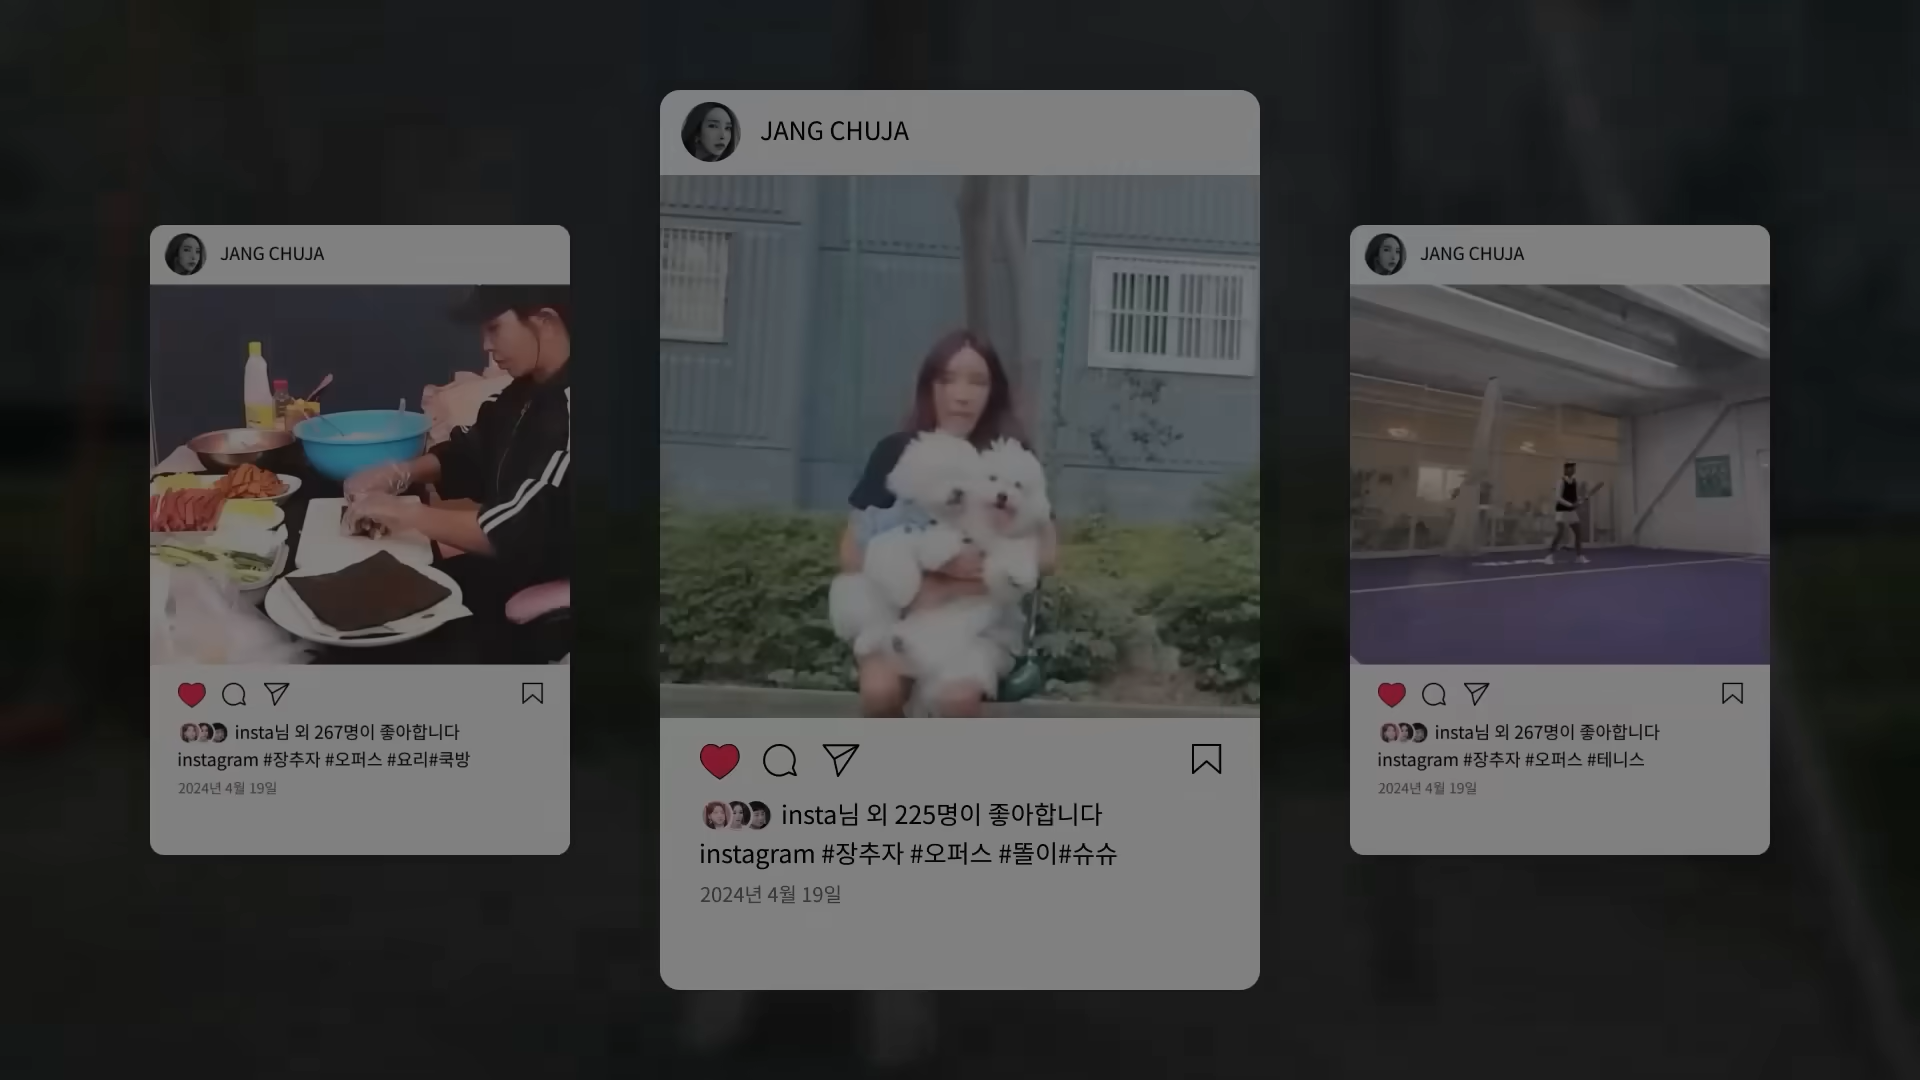 JANG CHUJA
insta님 외 267명이 좋아합니다
instagram #장추자 #오퍼스 #요리#쿡방
2024년 4월 19일
JANG CHUJA
insta님 외 225명이 좋아합니다
instagram #장추자 #오퍼스 #똘이#슈슈
2024년 4월 19일
JANG CHUJA
insta님 외 267명이 좋아합니다
instagram #장추자 #오퍼스 #테니스
2024년 4월 19일